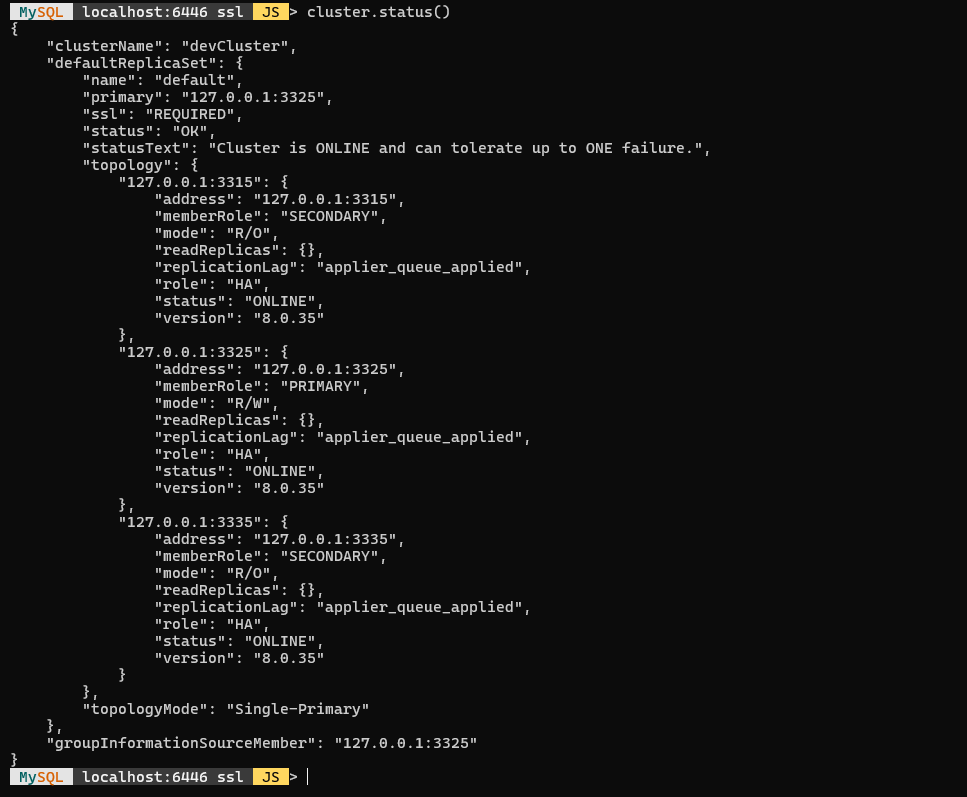 MySQL localhost:6446 ssl JS > cluster.status()
{
    "clusterName": "devCluster",
    "defaultReplicaSet": {
        "name": "default",
        "primary": "127.0.0.1:3325",
        "ssl": "REQUIRED",
        "status": "OK",
        "statusText": "Cluster is ONLINE and can tolerate up to ONE failure.",
        "topology": {
            "127.0.0.1:3315": {
                "address": "127.0.0.1:3315",
                "memberRole": "SECONDARY",
                "mode": "R/O",
                "readReplicas": {},
                "replicationLag": "applier_queue_applied",
                "role": "HA",
                "status": "ONLINE",
                "version": "8.0.35"
            },
            "127.0.0.1:3325": {
                "address": "127.0.0.1:3325",
                "memberRole": "PRIMARY",
                "mode": "R/W",
                "readReplicas": {},
                "replicationLag": "applier_queue_applied",
                "role": "HA",
                "status": "ONLINE",
                "version": "8.0.35"
            },
            "127.0.0.1:3335": {
                "address": "127.0.0.1:3335",
                "memberRole": "SECONDARY",
                "mode": "R/O",
                "readReplicas": {},
                "replicationLag": "applier_queue_applied",
                "role": "HA",
                "status": "ONLINE",
                "version": "8.0.35"
            }
        },
        "topologyMode": "Single-Primary"
    },
    "groupInformationSourceMember": "127.0.0.1:3325"
}
MySQL localhost:6446 ssl JS >